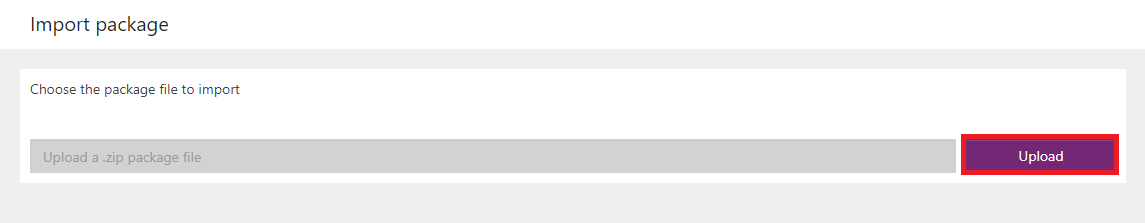 Import package
Choose the package file to import
Upload a .zip package file
Upload